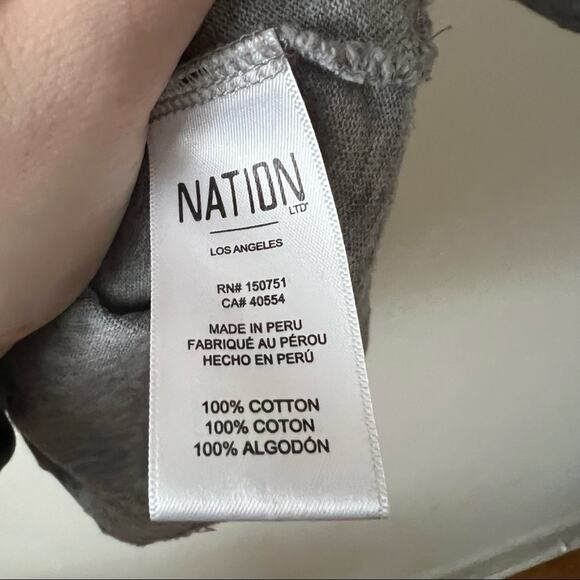 NATION
LTD
LOS ANGELES
RN# 150751
CA# 40554
MADE IN PERU
FABRIQUÉ AU PÉROU
HECHO EN PERÚ
100% COTTON
100% COTON
100% ALGODÓN